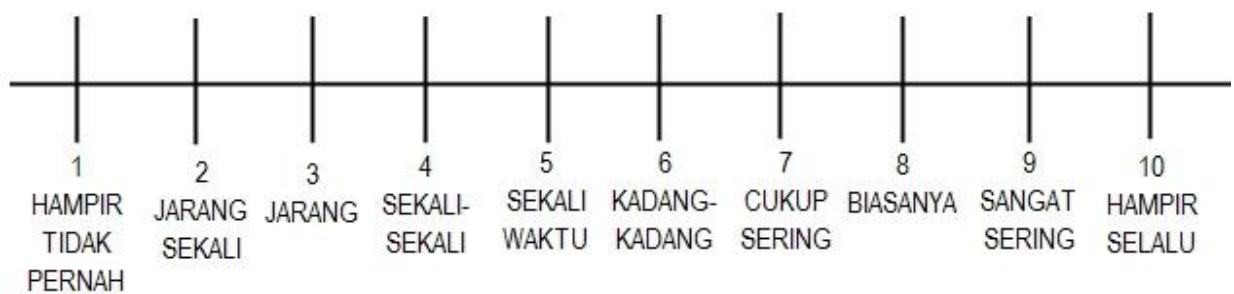 1 2 3 4 5 6 7 8 9 10
HAMPIR
TIDAK
PERNAH
JARANG
SEKALI
JARANG
SEKALI-
SEKALI
SEKALI
WAKTU
KADANG-
KADANG
CUKUP
SERING
BIASANYA
SANGAT
SERING
HAMPIR
SELALU